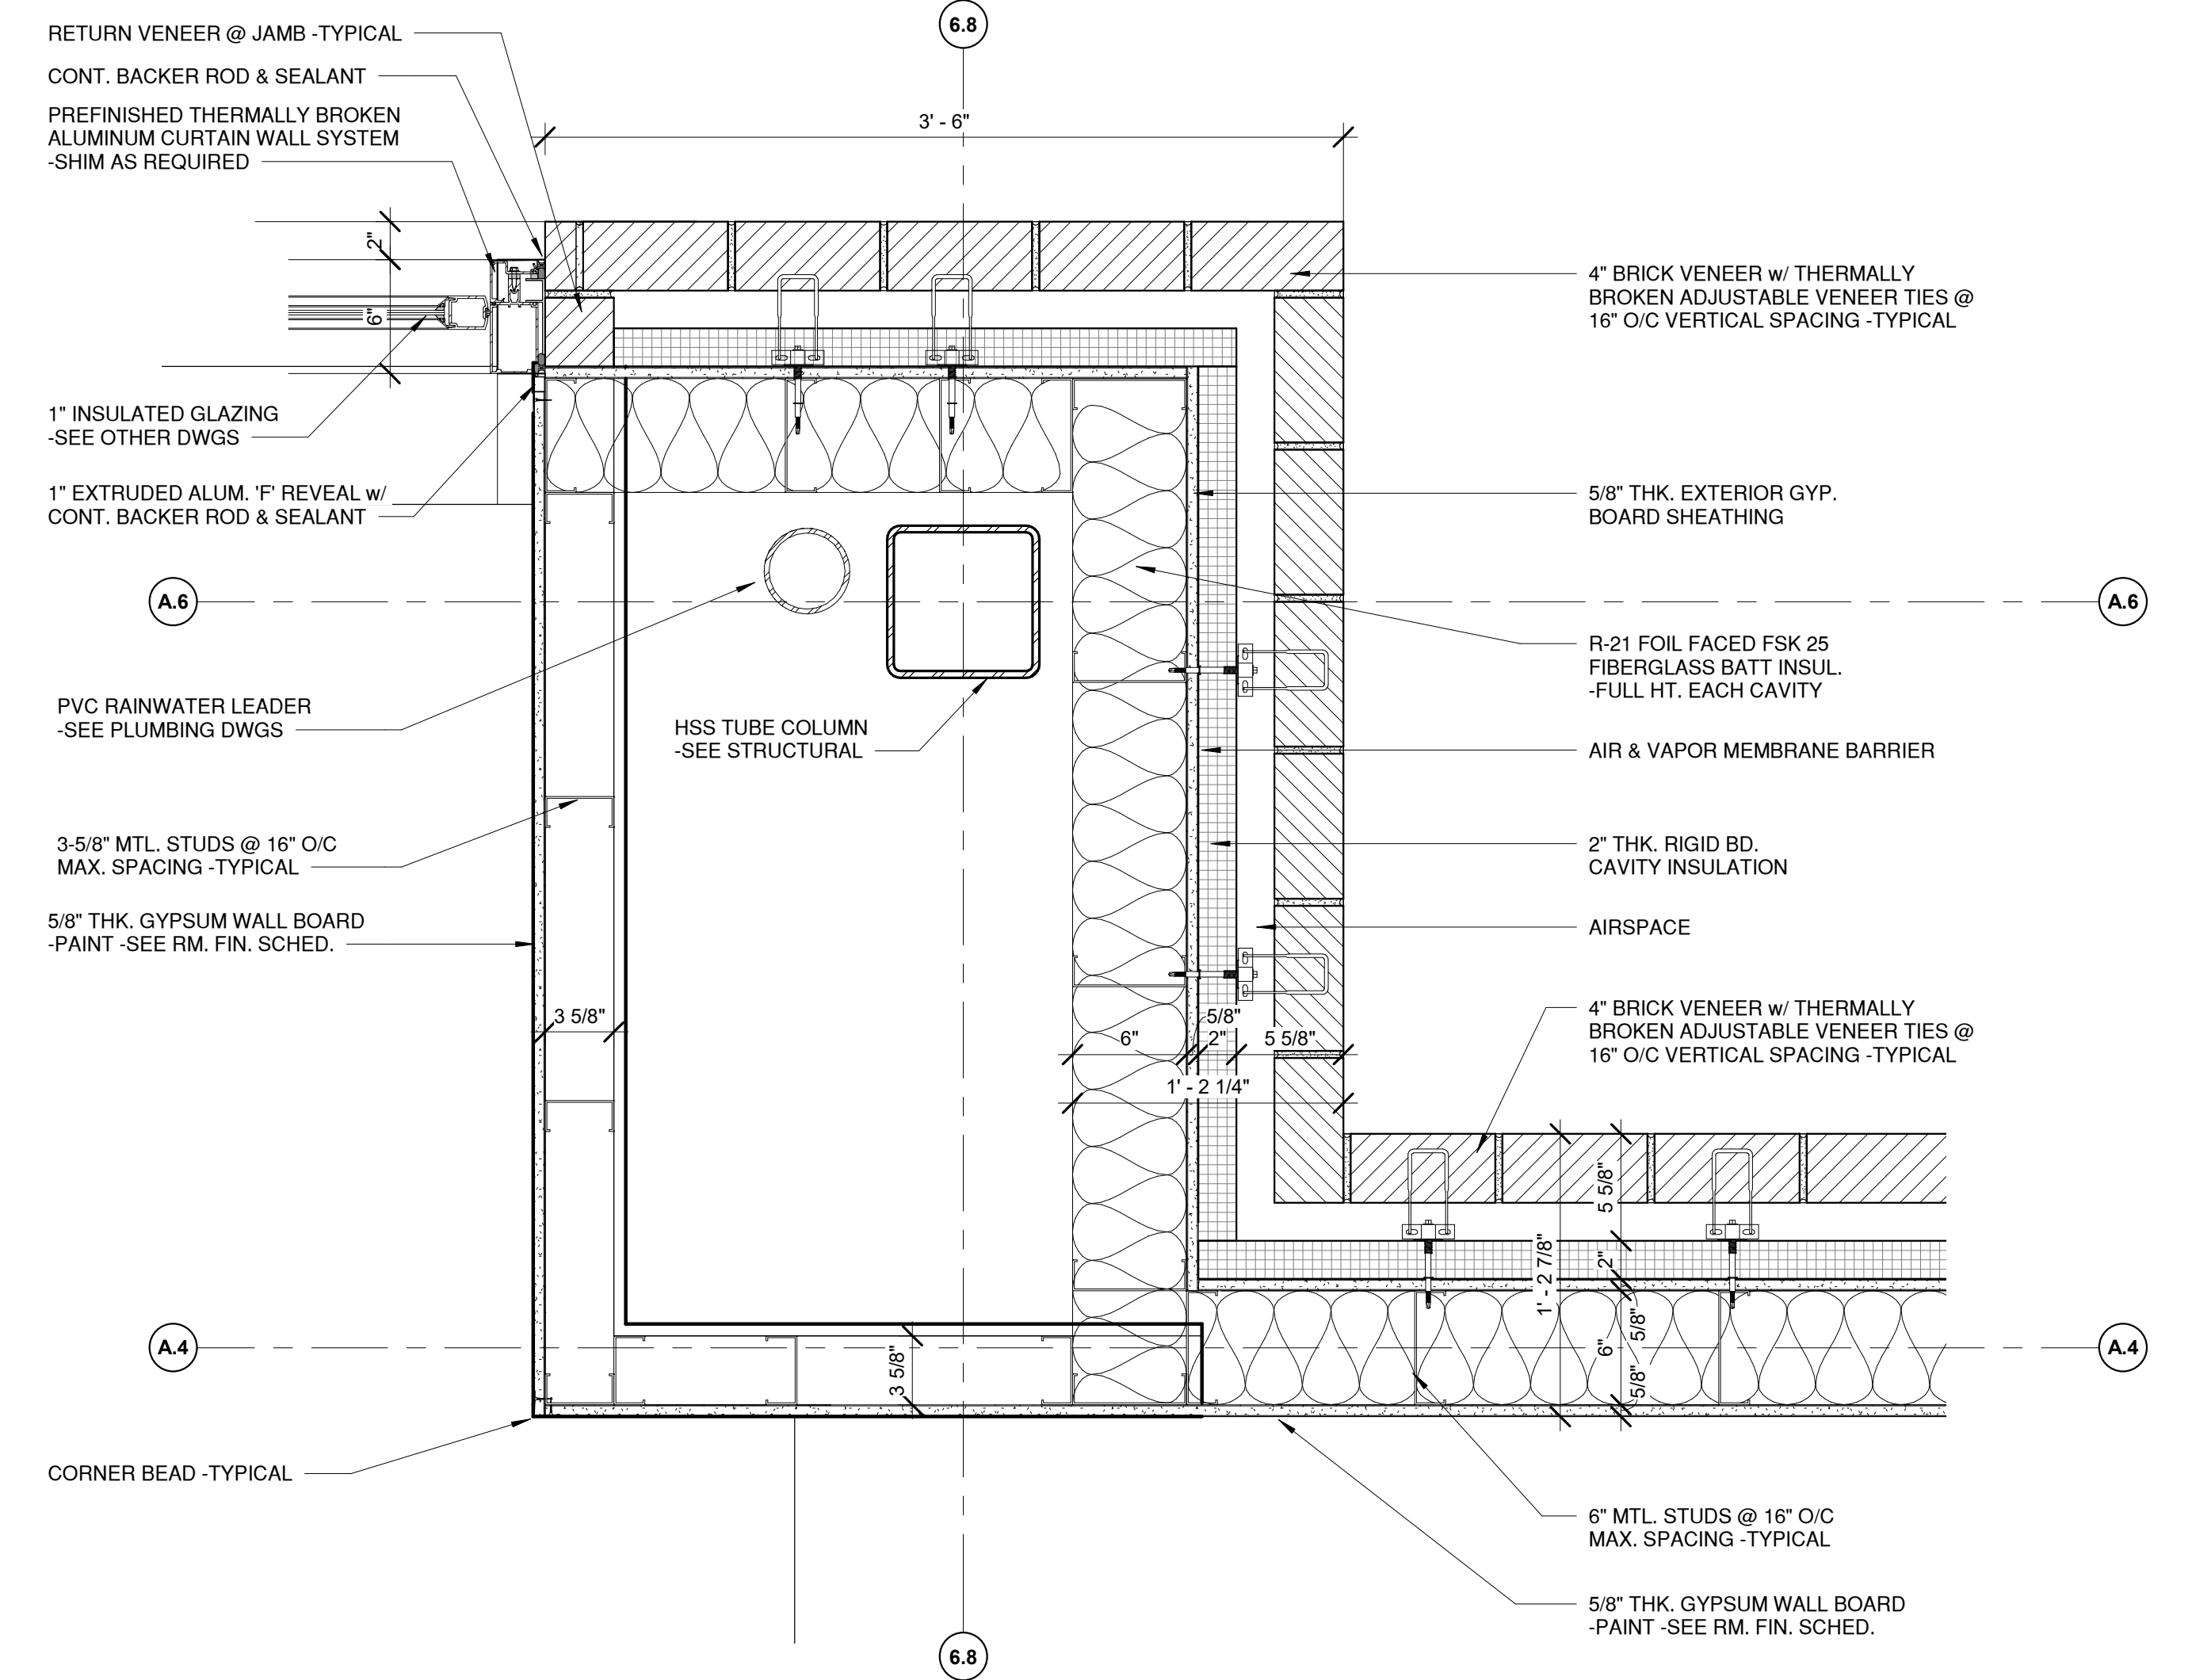 6.8
RETURN VENEER @ JAMB -TYPICAL
CONT. BACKER ROD & SEALANT
PREFINISHED THERMALLY BROKEN
ALUMINUM CURTAIN WALL SYSTEM
-SHIM AS REQUIRED
3' - 6"
2"
6"
1" INSULATED GLAZING
-SEE OTHER DWGS
1" EXTRUDED ALUM. 'F' REVEAL w/
CONT. BACKER ROD & SEALANT
A.6
PVC RAINWATER LEADER
-SEE PLUMBING DWGS
HSS TUBE COLUMN
-SEE STRUCTURAL
3-5/8" MTL. STUDS @ 16" O/C
MAX. SPACING -TYPICAL
5/8" THK. GYPSUM WALL BOARD
-PAINT -SEE RM. FIN. SCHED.
3 5/8"
6"
5/8"
2"
5 5/8"
1' - 2 1/4"
3 5/8"
A.4
CORNER BEAD -TYPICAL
6.8
4" BRICK VENEER w/ THERMALLY
BROKEN ADJUSTABLE VENEER TIES @
16" O/C VERTICAL SPACING -TYPICAL
5/8" THK. EXTERIOR GYP.
BOARD SHEATHING
A.6
R-21 FOIL FACED FSK 25
FIBERGLASS BATT INSUL.
-FULL HT. EACH CAVITY
AIR & VAPOR MEMBRANE BARRIER
2" THK. RIGID BD.
CAVITY INSULATION
AIRSPACE
4" BRICK VENEER w/ THERMALLY
BROKEN ADJUSTABLE VENEER TIES @
16" O/C VERTICAL SPACING -TYPICAL
5 5/8"
2"
1' - 2 7/8"
5/8"
6"
5/8"
A.4
6" MTL. STUDS @ 16" O/C
MAX. SPACING -TYPICAL
5/8" THK. GYPSUM WALL BOARD
-PAINT -SEE RM. FIN. SCHED.